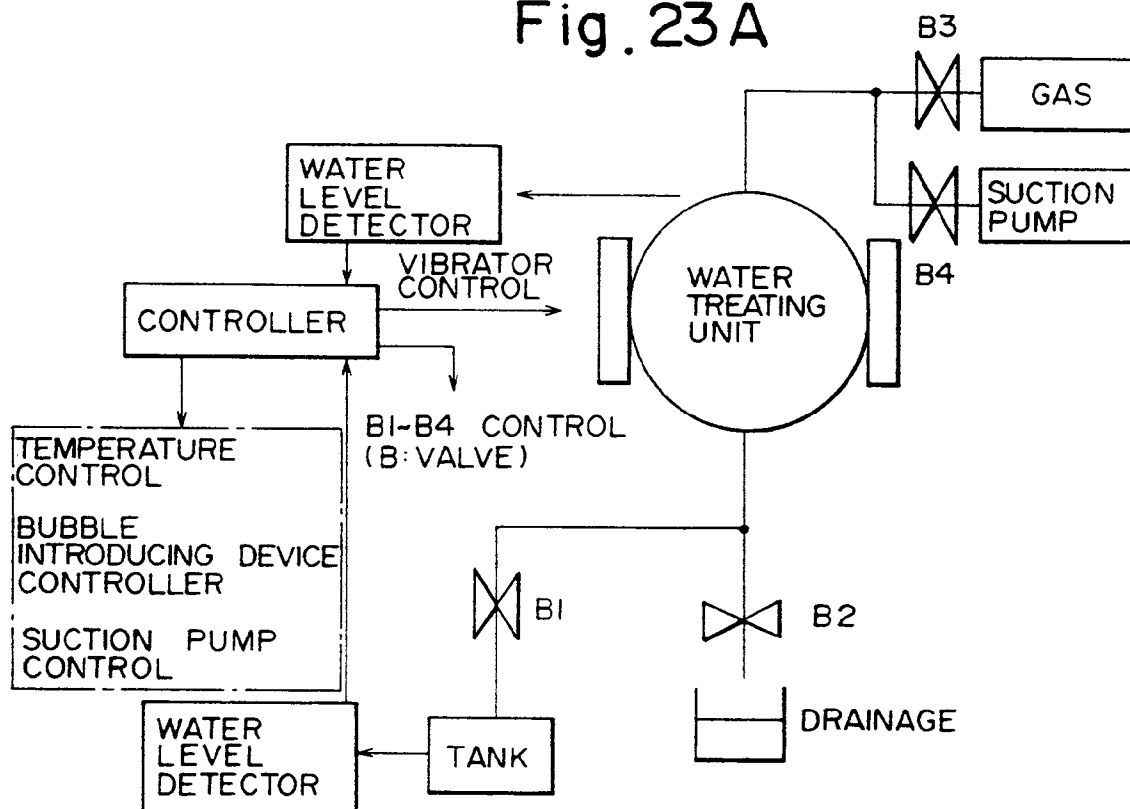 Fig. 23A
B3
GAS
WATER
LEVEL
DETECTOR
SUCTION
PUMP
B4
VIBRATOR
CONTROL
WATER
TREATING
UNIT
CONTROLLER
B1~B4 CONTROL
(B:VALVE)
TEMPERATURE
CONTROL
BUBBLE
INTRODUCING DEVICE
CONTROLLER
SUCTION PUMP
CONTROL
B1
B2
DRAINAGE
WATER
LEVEL
DETECTOR
TANK